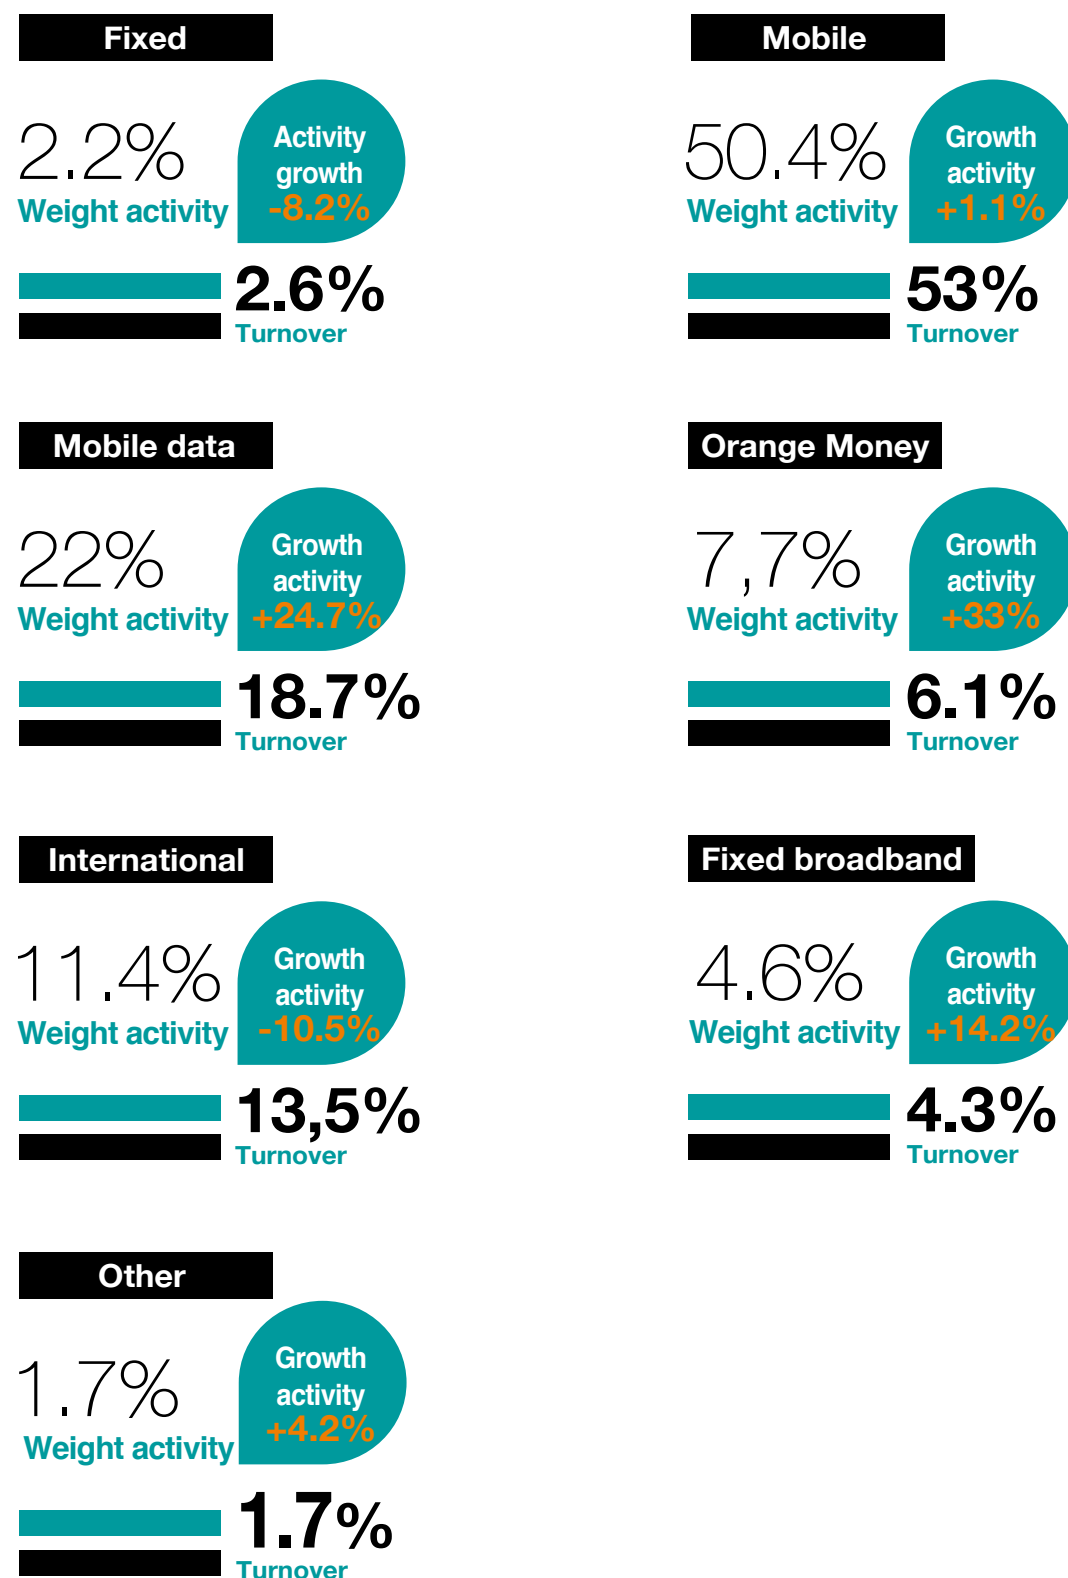 Fixed
2.2%
Weight activity
Activity
growth
-8.2%
2.6%
Turnover
Mobile
50.4%
Weight activity
Growth
activity
+1.1%
53%
Turnover
Mobile data
22%
Weight activity
Growth
activity
+24.7%
18.7%
Turnover
Orange Money
7,7%
Weight activity
Growth
activity
+33%
6.1%
Turnover
International
11.4%
Weight activity
Growth
activity
-10.5%
13,5%
Turnover
Fixed broadband
4.6%
Weight activity
Growth
activity
+14.2%
4.3%
Turnover
Other
1.7%
Weight activity
Growth
activity
+4.2%
1.7%
Turnover